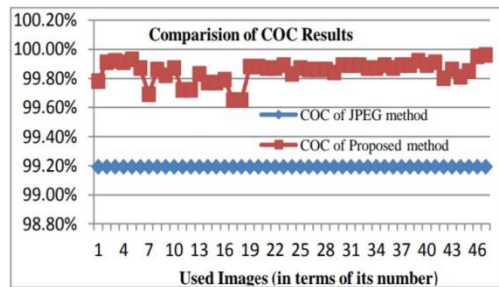 Comparision of COC Results
100.20%
100.00%
99.80%
99.60%
99.40%
99.20%
99.00%
98.80%
COC of JPEG method
COC of Proposed method
1 4 7 10 13 16 19 22 25 28 31 34 37 40 43 46
Used Images (in terms of its number)